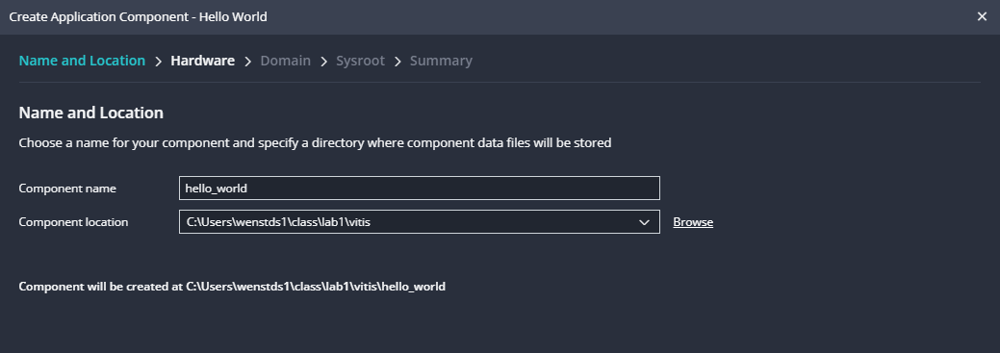 Create Application Component - Hello World
Name and Location > Hardware > Domain > Sysroot > Summary
Name and Location
Choose a name for your component and specify a directory where component data files will be stored
Component name hello_world
Component location C:\Users\wenstds1\class\lab1\vitis Browse
Component will be created at C:\Users\wenstds1\class\lab1\vitis\hello_world